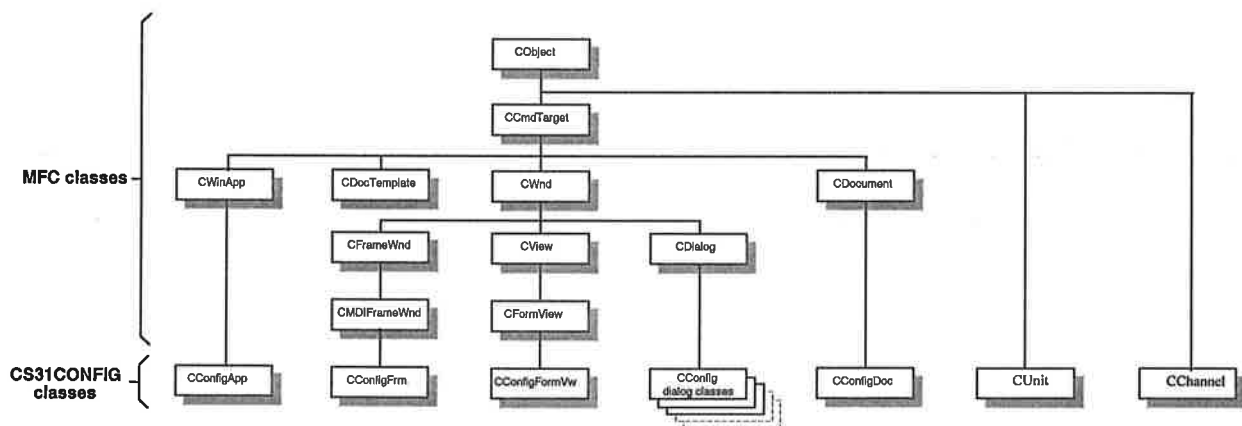 CObject
CCmdTarget
MFC classes
CWinApp
CDocTemplate
CWnd
CDocument
CFrameWnd
CView
CDialog
CMDIFrameWnd
CFormView
CS31CONFIG
classes
CConfigApp
CConfigFrm
CConfigFormVw
CConfig
dialog classes
CConfigDoc
CUnit
CChannel